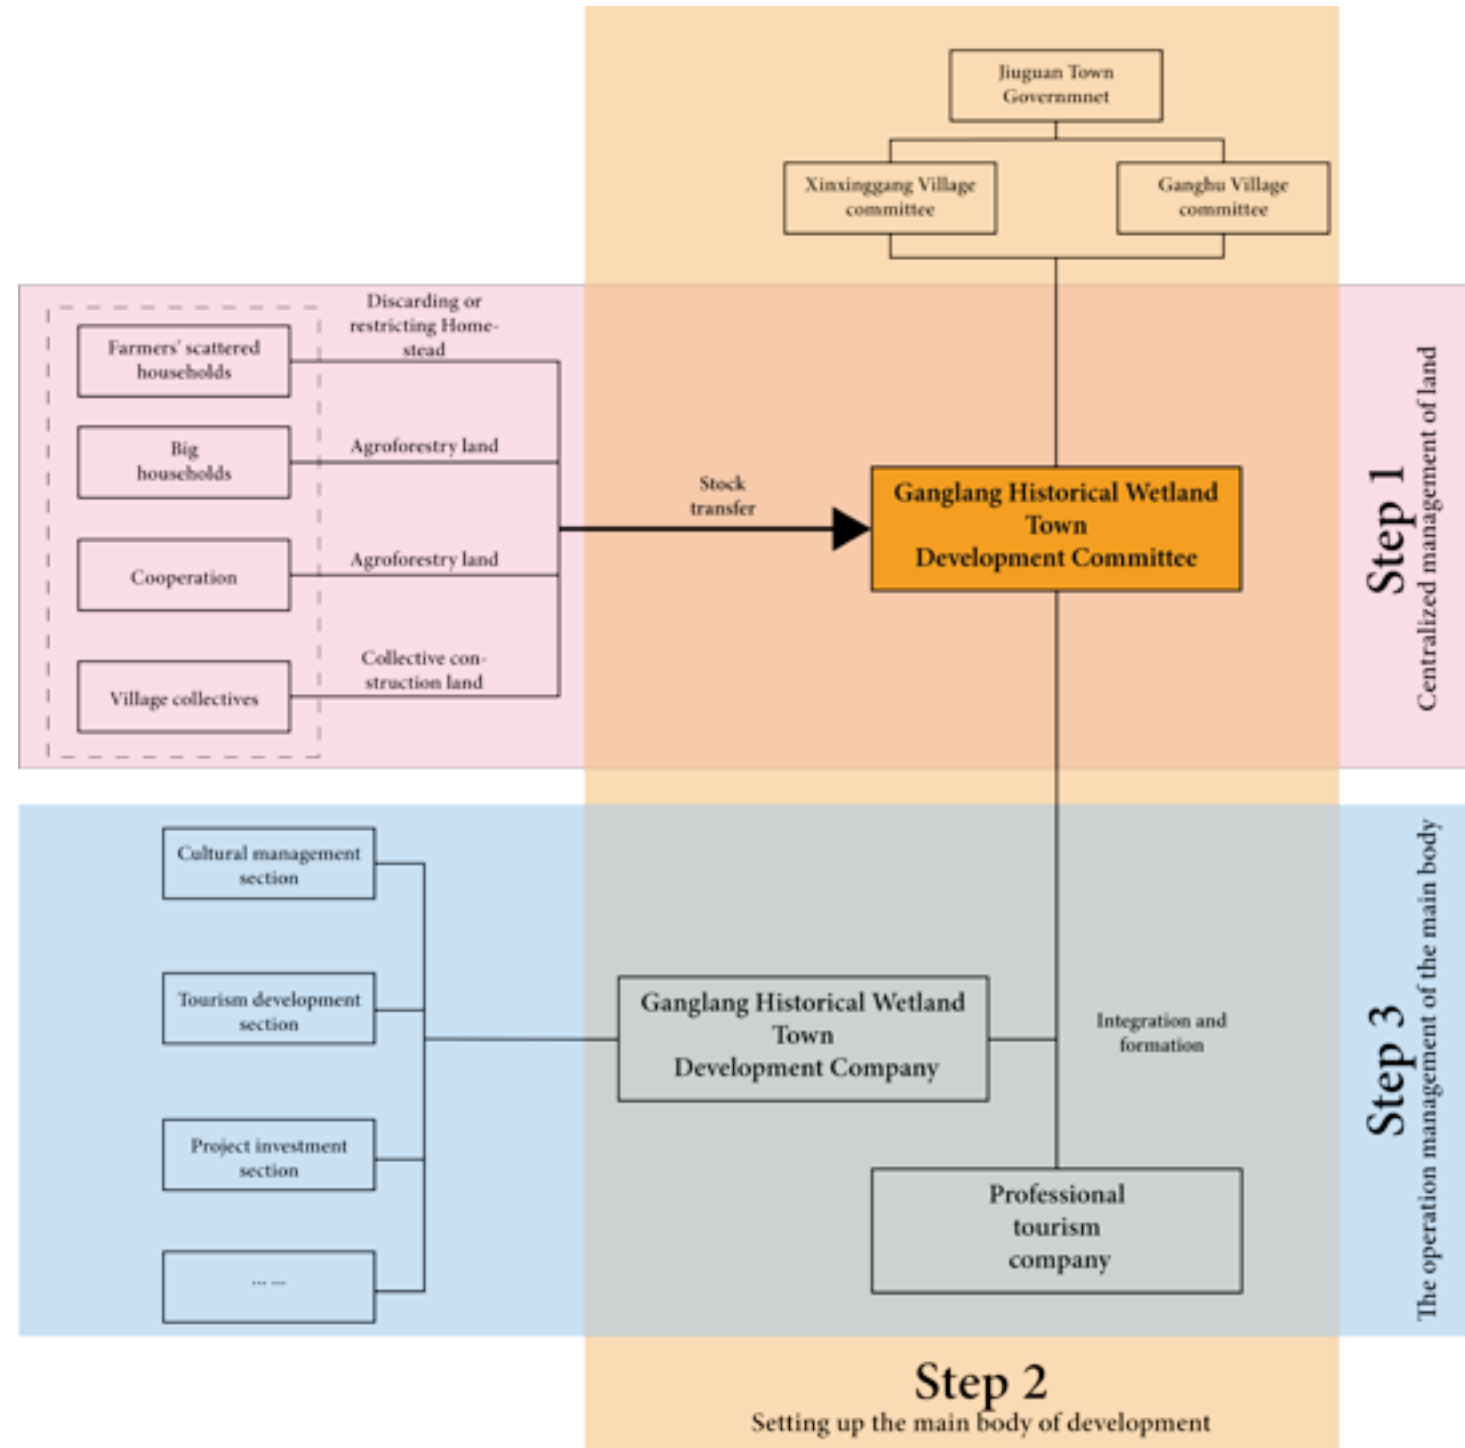 Jiuguan Town
Governmnet
Xinxinggang Village
committee
Ganghu Village
committee
Discarding or
restricting Home-
stead
Farmers' scattered
households
Big
households
Agroforestry land
Cooperation
Agroforestry land
Village collectives
Collective con-
struction land
Stock
transfer
Ganglang Historical Wetland
Town
Development Committee
Step 1
Centralized management of land
Cultural management
section
Tourism development
section
Project investment
section
... ...
Ganglang Historical Wetland
Town
Development Company
Integration and
formation
Professional
tourism
company
Step 3
The operation management of the main body
Step 2
Setting up the main body of development